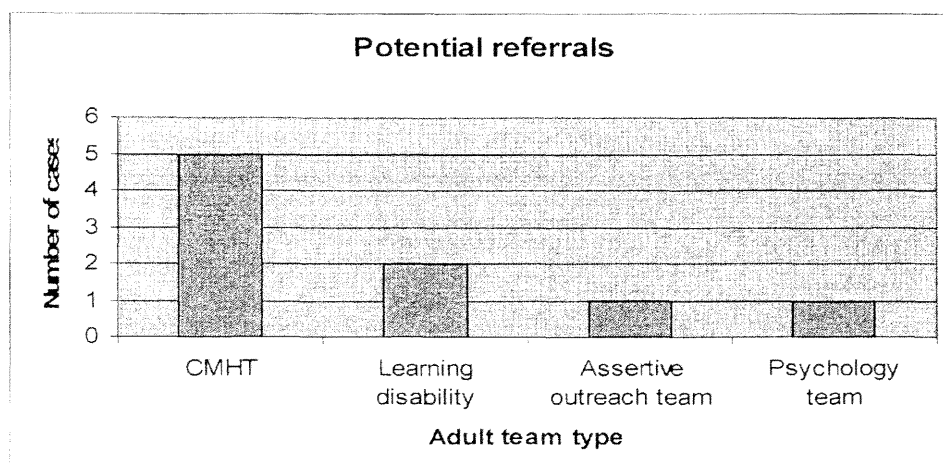 Potential referrals
Number of cases
6
5
4
3
2
1
0
CMHT
Learning disability
Assertive outreach team
Psychology team
Adult team type